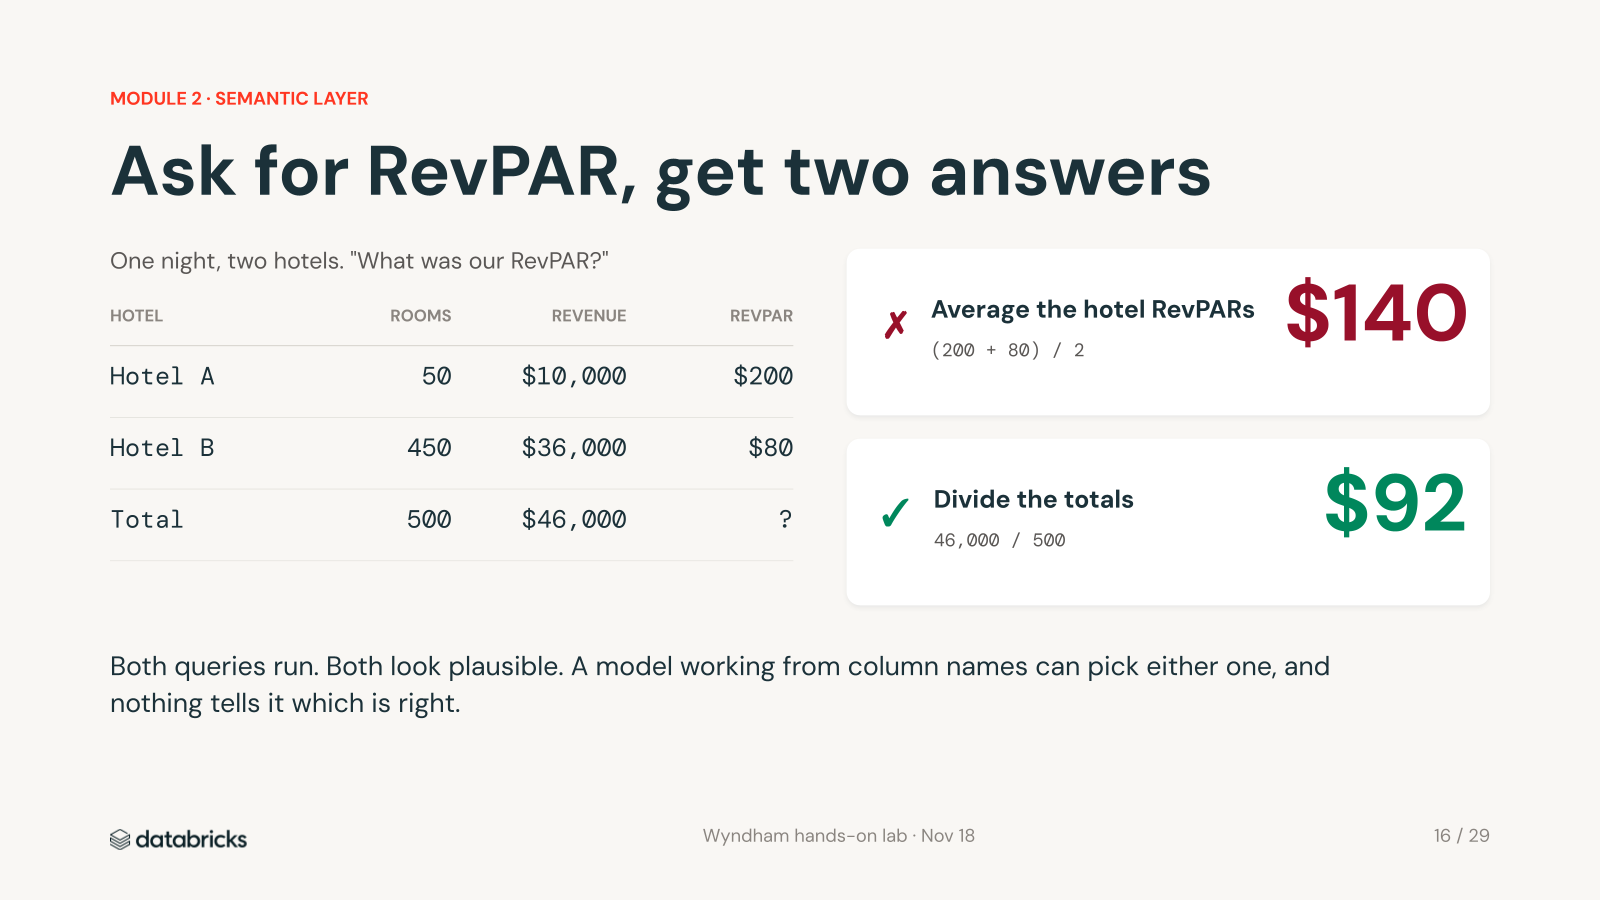 MODULE 2 · SEMANTIC LAYER
Ask for RevPAR, get two answers
One night, two hotels. "What was our RevPAR?"
HOTEL ROOMS REVENUE REVPAR
Hotel A 50 $10,000 $200
Hotel B 450 $36,000 $80
Total 500 $46,000 ?
✗ Average the hotel RevPARs $140
(200 + 80) / 2
✓ Divide the totals $92
46,000 / 500
Both queries run. Both look plausible. A model working from column names can pick either one, and
nothing tells it which is right.
databricks
Wyndham hands-on lab · Nov 18
16 / 29